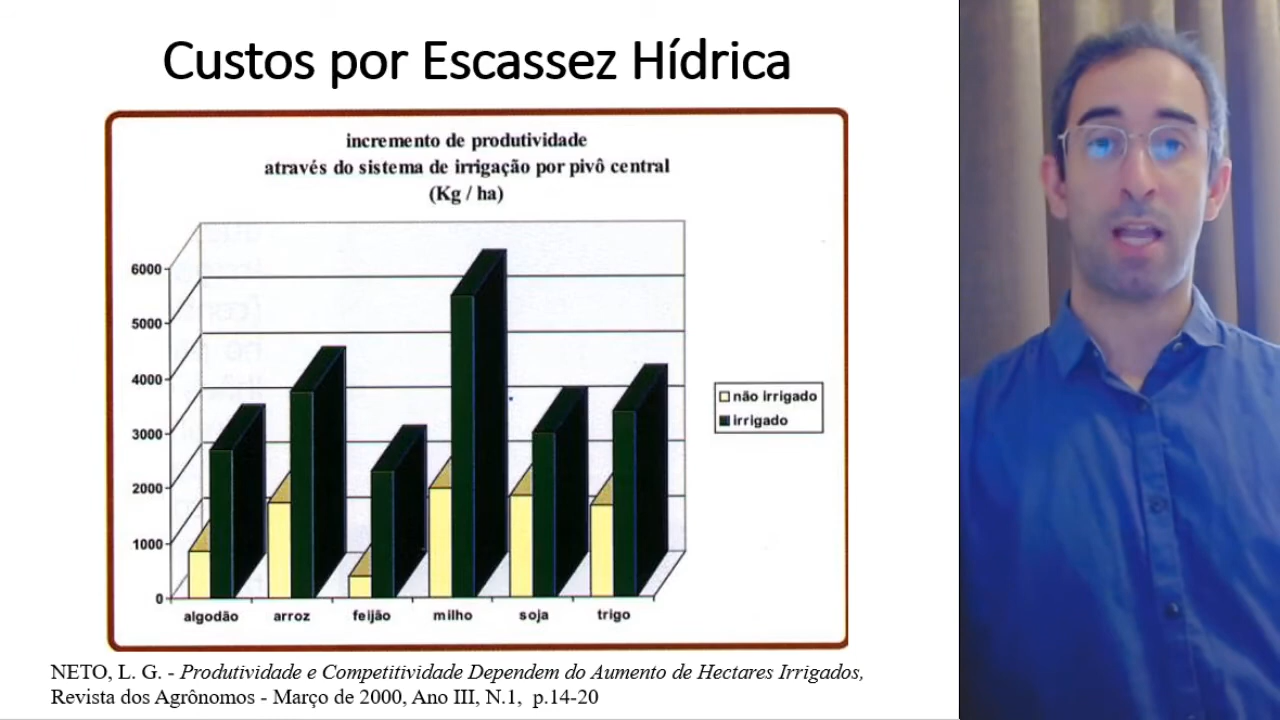 Custos por Escassez Hídrica
incremento de produtividade
através do sistema de irrigação por pivô central
(Kg / ha)
6000
5000
4000
3000
2000
1000
0
algodão arroz feijão milho soja trigo
não irrigado
irrigado
NETO, L. G. - Produtividade e Competitividade Dependem do Aumento de Hectares Irrigados,
Revista dos Agrônomos - Março de 2000, Ano III, N.1, p.14-20